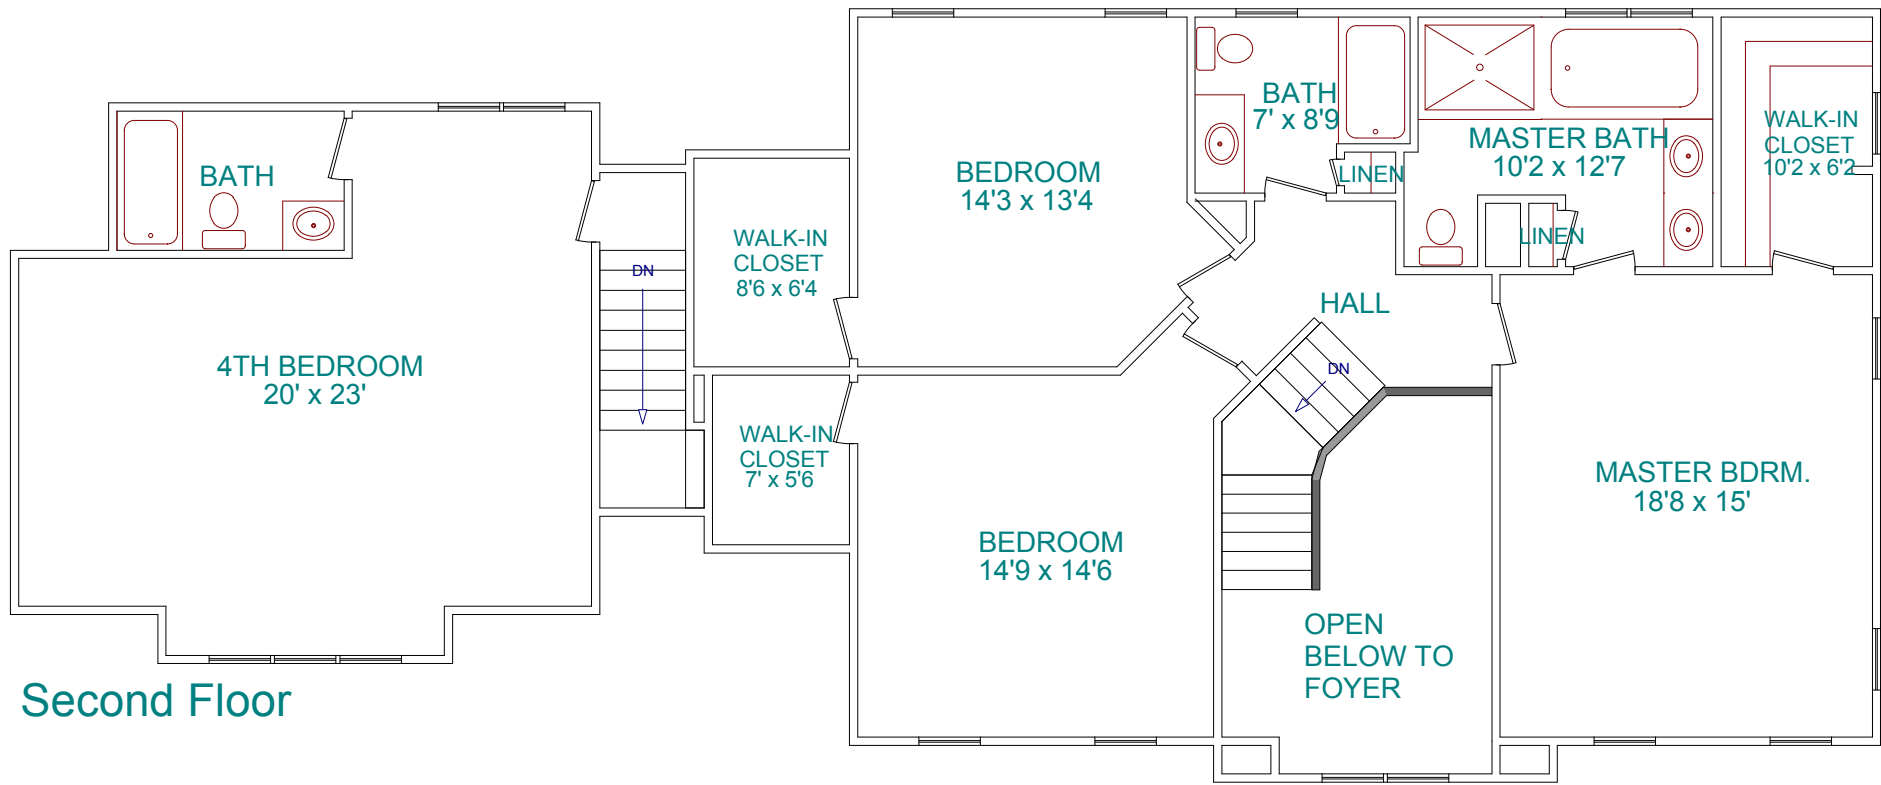 BATH
4TH BEDROOM
20' x 23'
DN
WALK-IN
CLOSET
8'6 x 6'4
WALK-IN
CLOSET
7' x 5'6
BEDROOM
14'3 x 13'4
BEDROOM
14'9 x 14'6
BATH
7' x 8'9
LINEN
MASTER BATH
10'2 x 12'7
LINEN
WALK-IN
CLOSET
10'2 x 6'2
HALL
DN
MASTER BDRM.
18'8 x 15'
OPEN
BELOW TO
FOYER
Second Floor